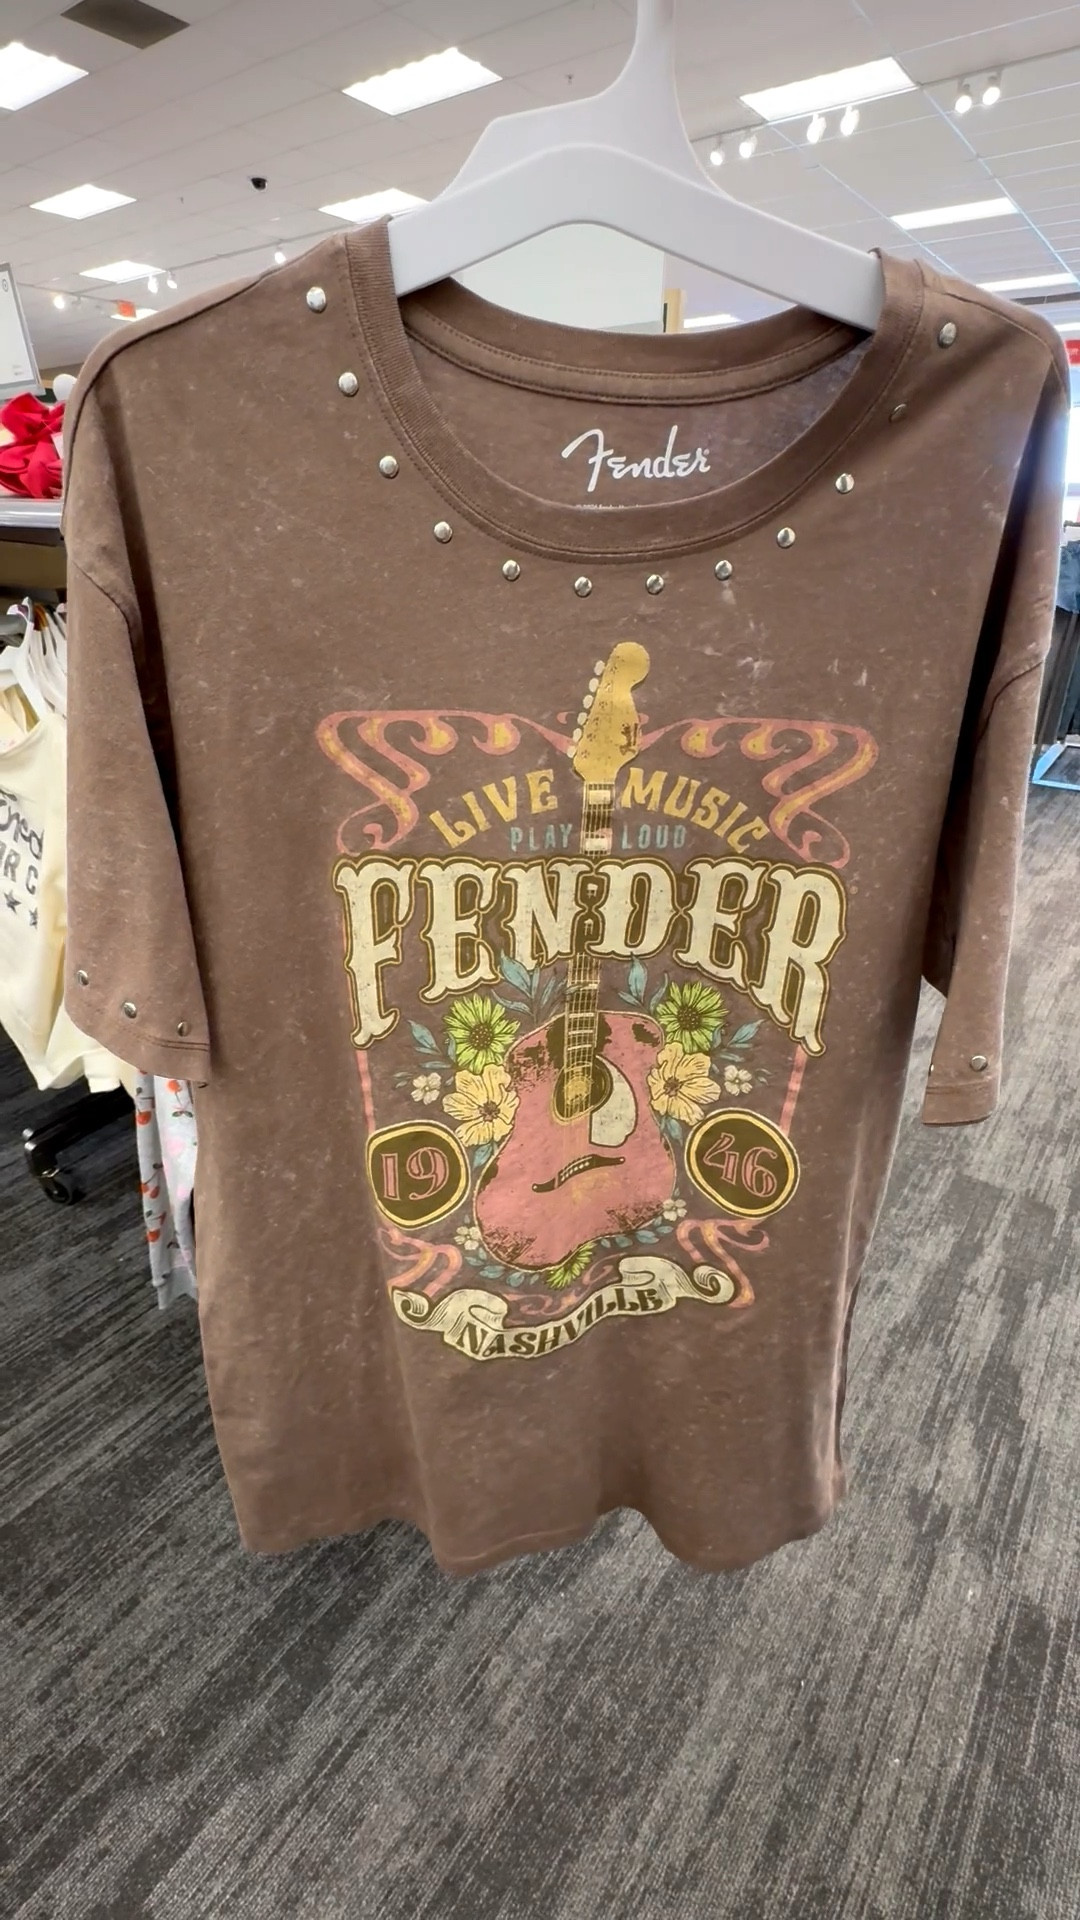 Fender
LIVE MUSIC
PLAY LOUD
FENDER
19 46
NASHVILLE